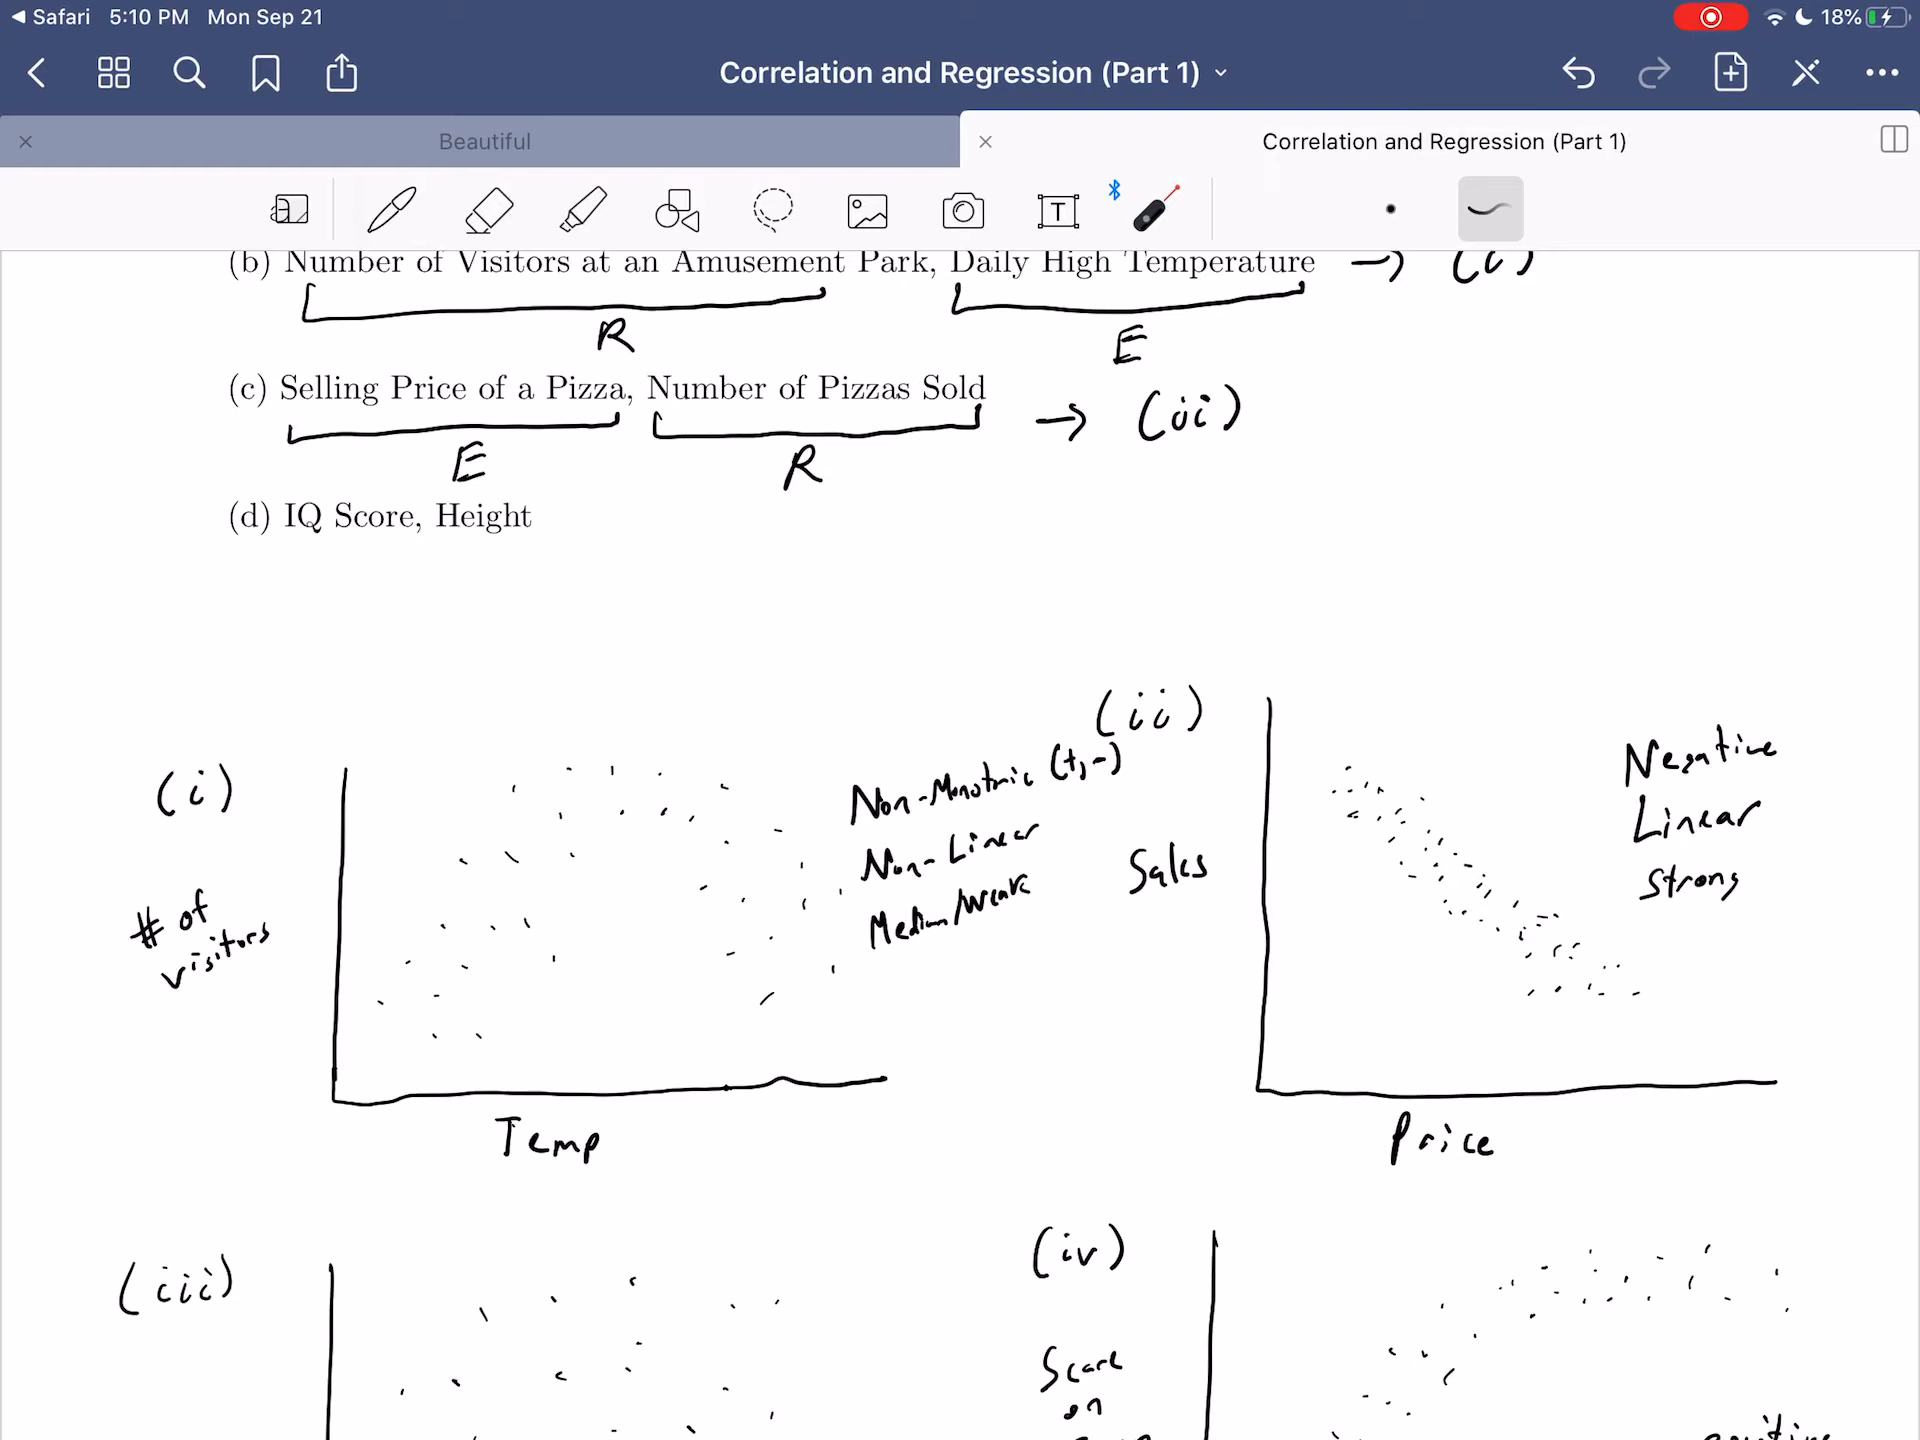 Safari 5:10 PM Mon Sep 21 18%
Correlation and Regression (Part 1)
Beautiful
Correlation and Regression (Part 1)
(b) Number of Visitors at an Amusement Park, Daily High Temperature → (i)
R E
(c) Selling Price of a Pizza, Number of Pizzas Sold → (ii)
E R
(d) IQ Score, Height
(i)
# of
visitors
Temp
Non-Monotonic (+,-)
Non-Linear
Medium/Weak
(ii)
Sales
Price
Negative
Linear
Strong
(iii)
(iv)
Score
on